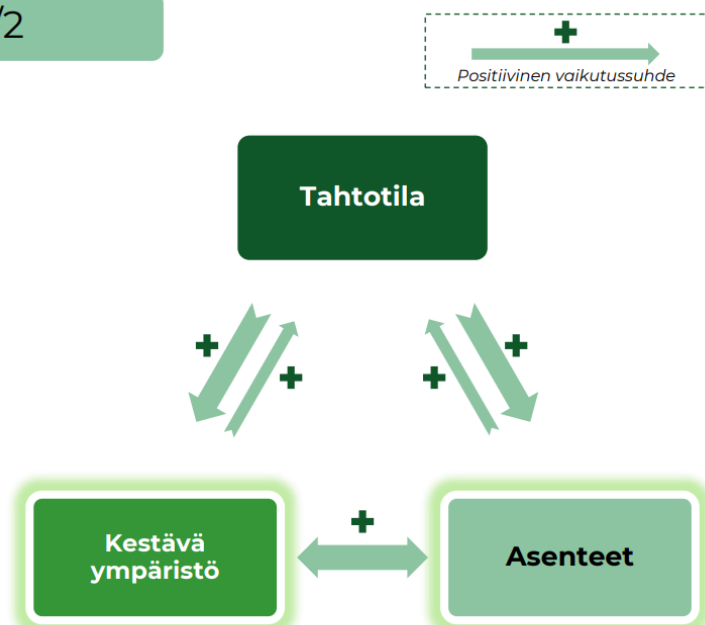 /2
+
Positiivinen vaikutussuhde
Tahtotila
+
+
+
+
Kestävä
ympäristö
+
Asenteet